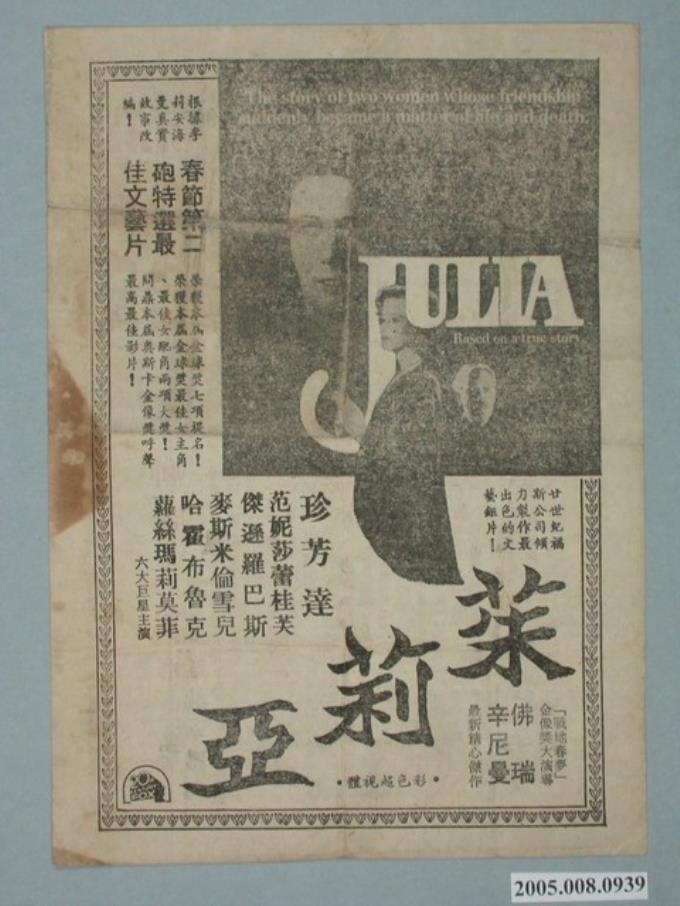 The story of two women whose friendship
suddenly became a matter of life and death.
JULIA
Based on a true story
根據李
莉安海
曼真實
故事改
編！
春節第二
砲特選最
佳文藝片
榮獲本屆金球獎七項提名！
榮獲本屆金球獎最佳女主角
、最佳女配角兩項大獎！
問鼎本屆奧斯卡金像獎呼聲
最高最佳影片！
廿世紀福
斯公司傾
力製作最
出色的文
藝鉅片！
珍芳達
范妮莎蕾桂芙
傑遜羅巴斯
麥斯米倫雪兒
哈霍布魯克
蘿絲瑪莉莫菲
六大巨星主演
茱莉亞
「戰地春夢」
金像獎大演導
佛瑞
辛尼曼
最新精心傑作
•體視超色彩•
2005.008.0939